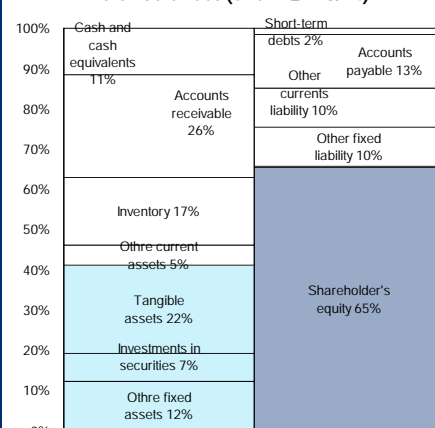 100%
90%
80%
70%
60%
50%
40%
30%
20%
10%
Cash and
cash
equivalents
11%
Accounts
receivable
26%
Inventory 17%
Othre current
assets 5%
Tangible
assets 22%
Investments in
securities 7%
Othre fixed
assets 12%
Short-term
debts 2%
Accounts
payable 13%
Other
currents
liability 10%
Other fixed
liability 10%
Shareholder's
equity 65%